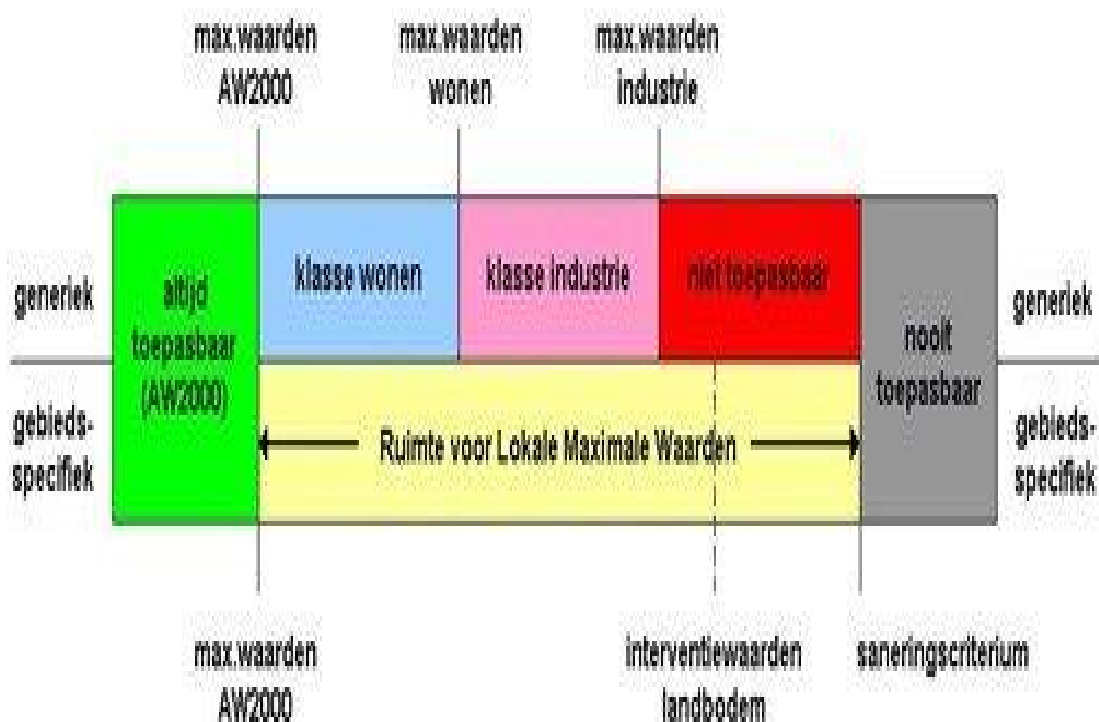 max.waarden
AW2000
max.waarden
wonen
max.waarden
industrie
generiek
altijd
toepasbaar
(AW2000)
klasse wonen
klasse industrie
niet toepasbaar
nooit
toepasbaar
generiek
gebieds-
specifiek
Ruimte voor Lokale Maximale Waarden
gebieds-
specifiek
max.waarden
AW2000
interventiewaarden
landbodem
saneringscriterium